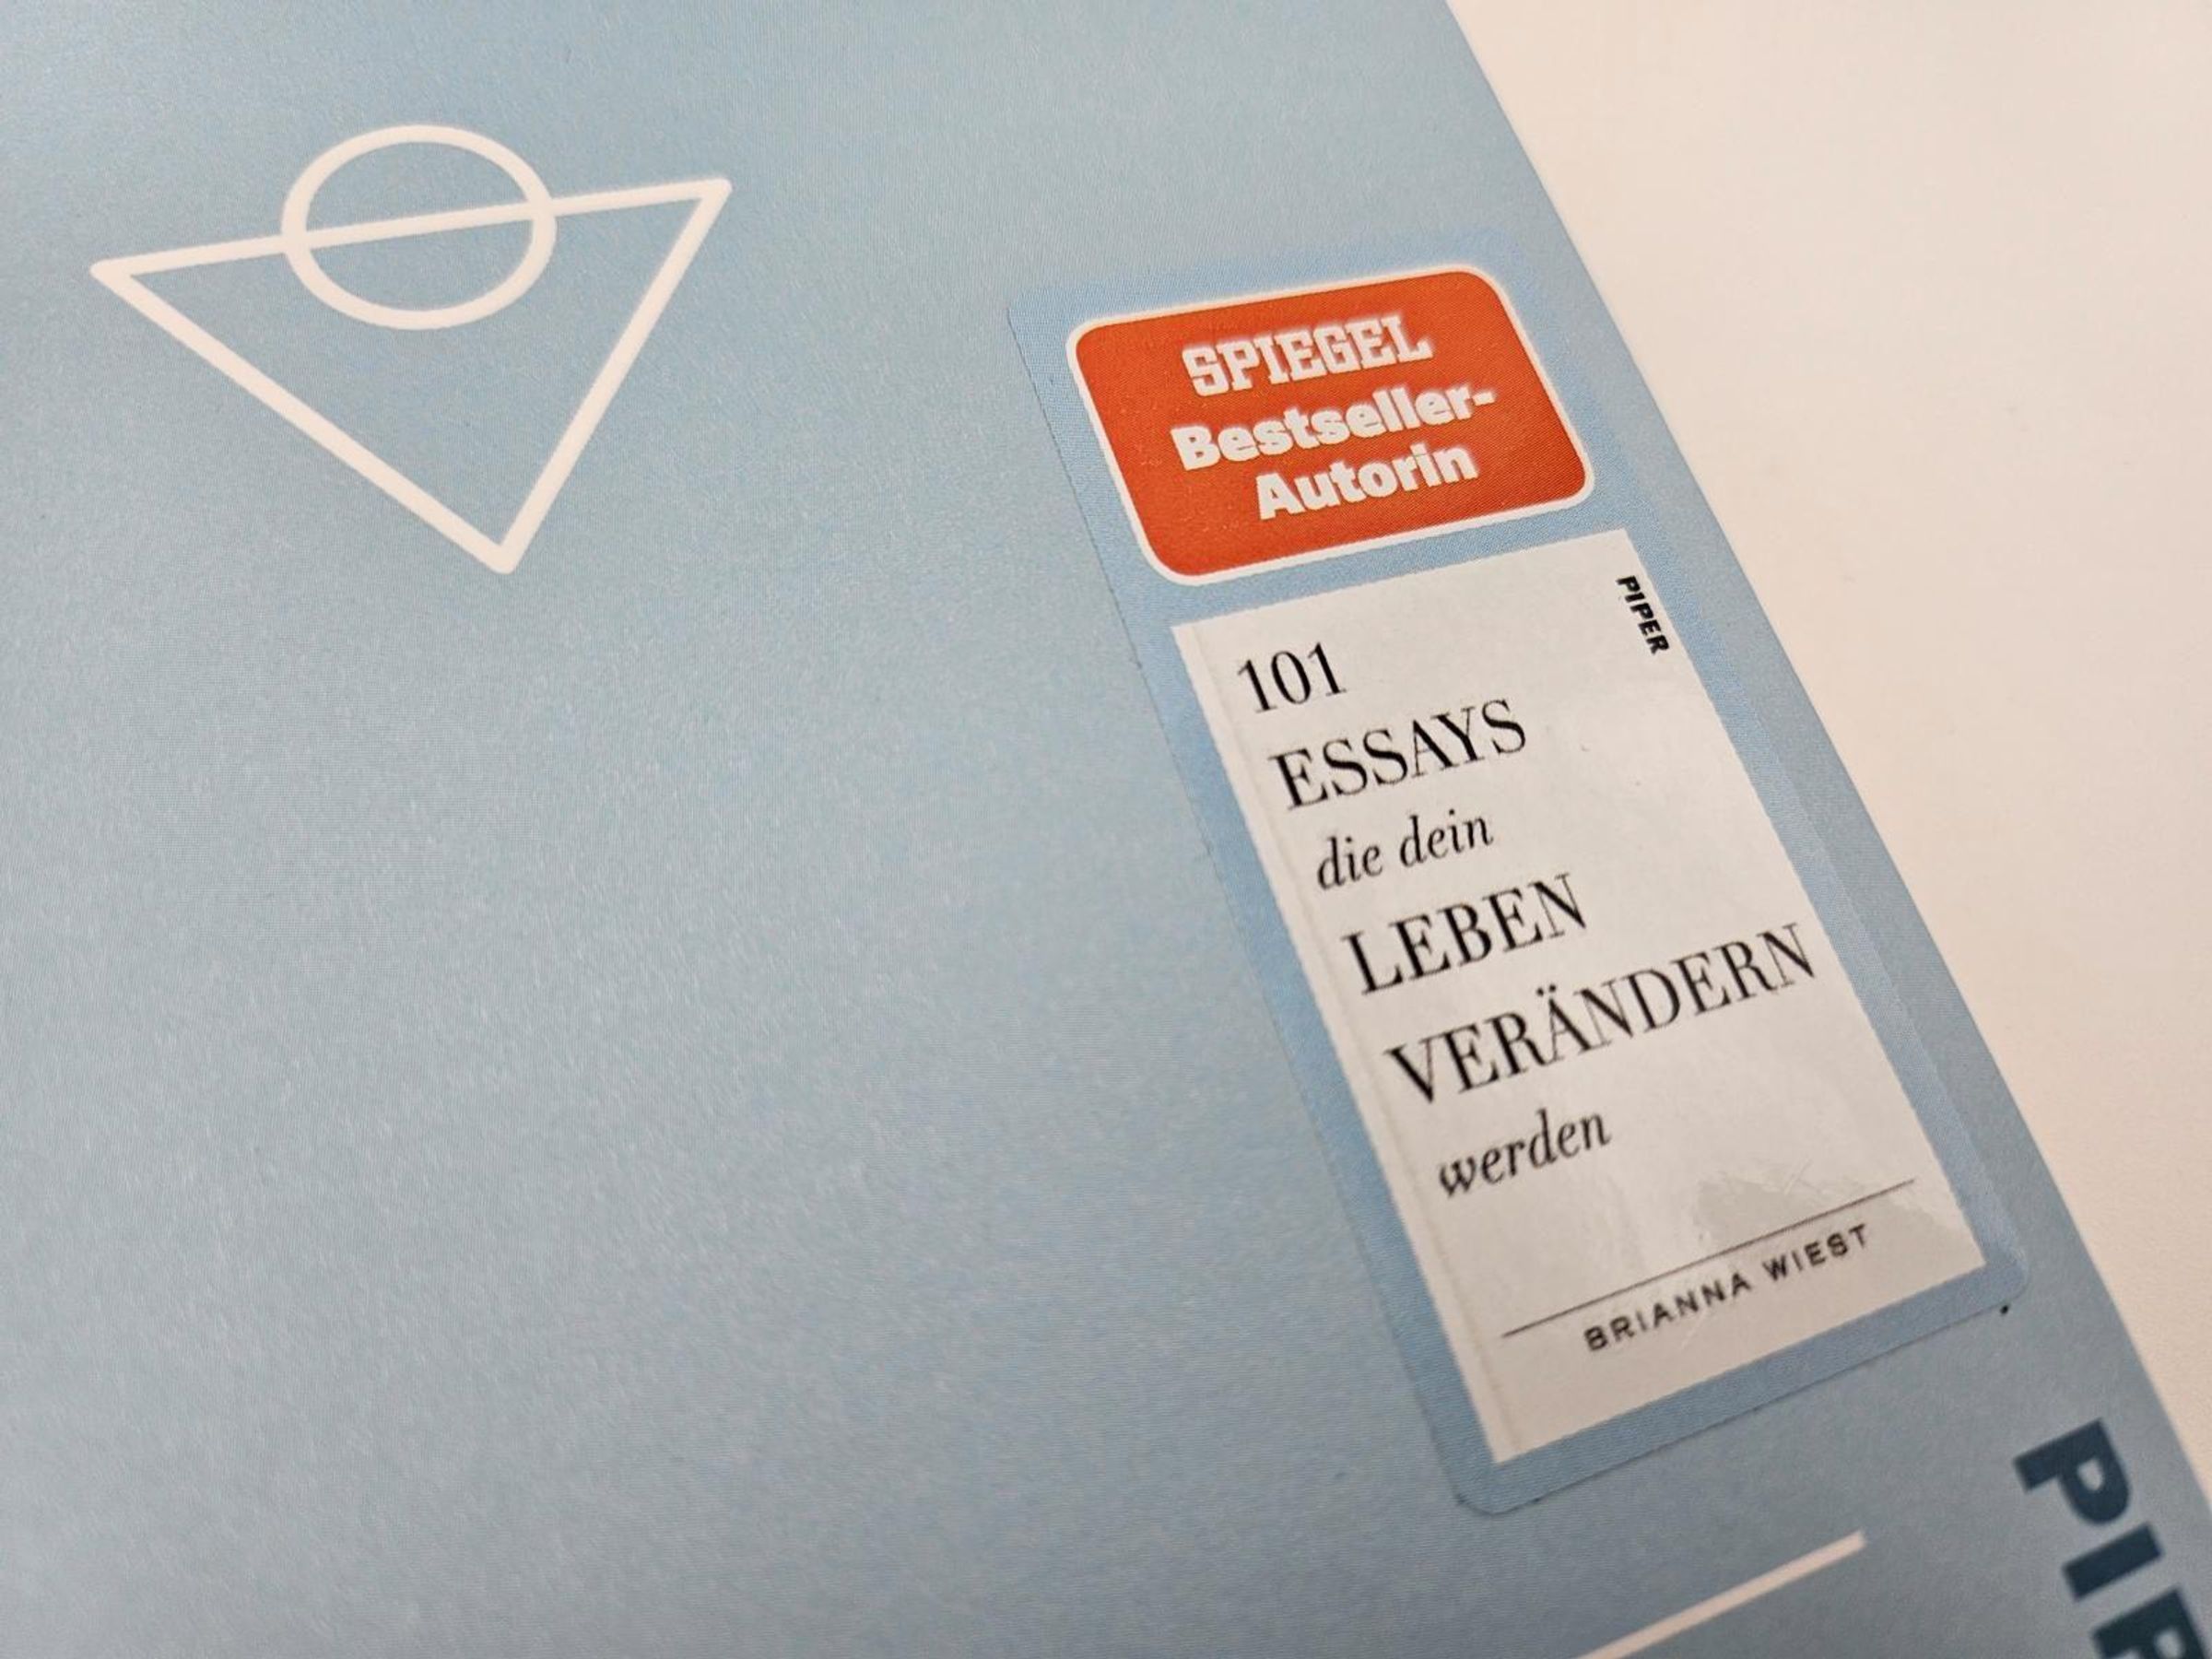 SPIEGEL
Bestseller-
Autorin
PIPER
101
ESSAYS
die dein
LEBEN
VERÄNDERN
werden
BRIANNA WIEST